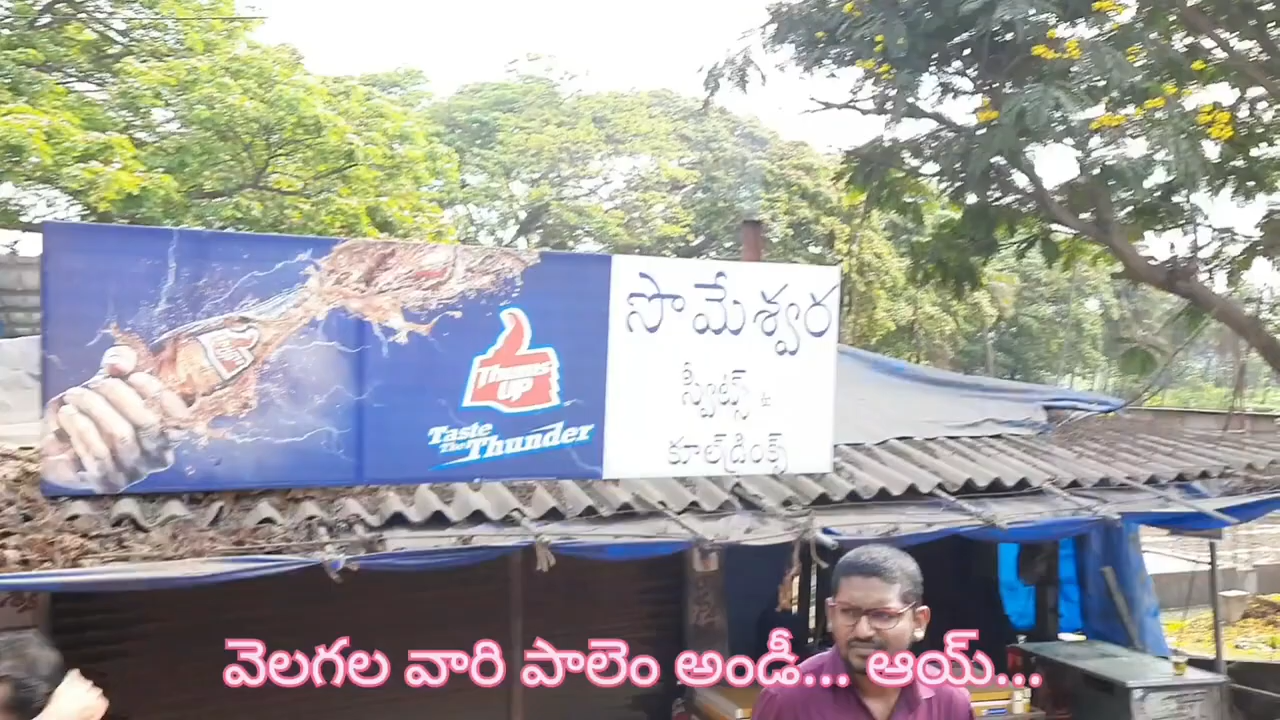 Thums
UP
Taste
The Thunder
సొమేశ్వర
స్వీట్స్ &
కూల్‌డ్రింక్స్
వెలగల వారి పాలెం అండీ... ఆయ్...